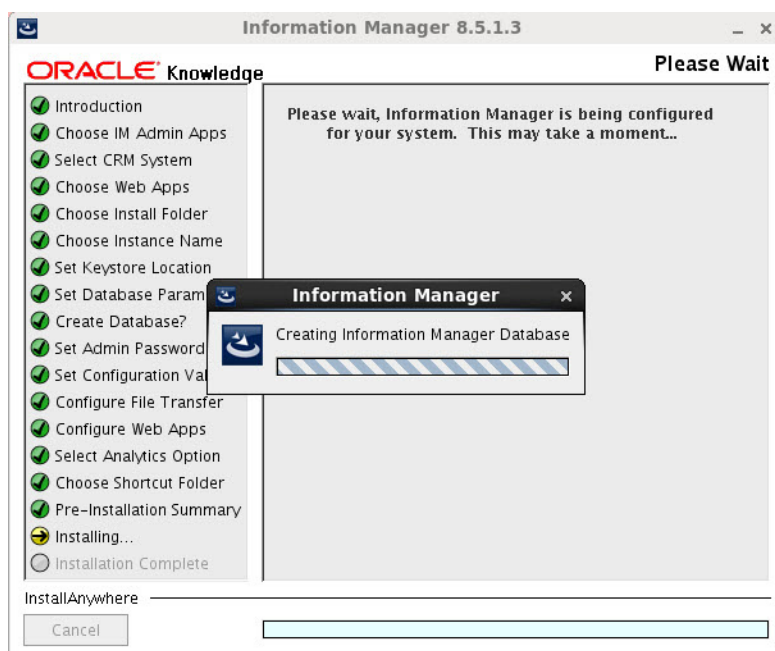 Information Manager 8.5.1.3
ORACLE Knowledge
Please Wait
Introduction
Choose IM Admin Apps
Select CRM System
Choose Web Apps
Choose Install Folder
Choose Instance Name
Set Keystore Location
Set Database Param
Create Database?
Set Admin Password
Set Configuration Val
Configure File Transfer
Configure Web Apps
Select Analytics Option
Choose Shortcut Folder
Pre-Installation Summary
Installing...
Installation Complete
Please wait, Information Manager is being configured
for your system. This may take a moment...
Information Manager
Creating Information Manager Database
InstallAnywhere
Cancel